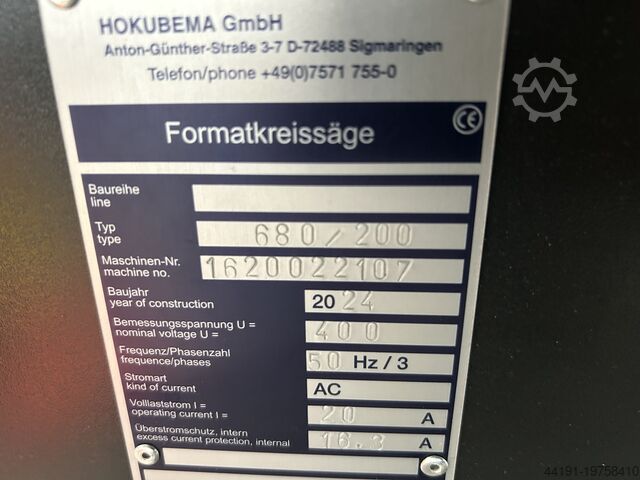 HOKUBEMA GmbH
Anton-Günther-Straße 3-7 D-72488 Sigmaringen
Telefon/phone +49(0)7571 755-0
Formatkreissäge CE
Baureihe
line
Typ
type 680/200
Maschinen-Nr.
machine no. 1620022107
Baujahr
year of construction 2024
Bemessungsspannung U =
nominal voltage U = 400
Frequenz/Phasenzahl
frequency/phases 50 Hz / 3
Stromart
kind of current AC
Volllaststrom I =
operating current I = 20 A
Überstromschutz, intern
excess current protection, internal 16.3 A
44191-19758410